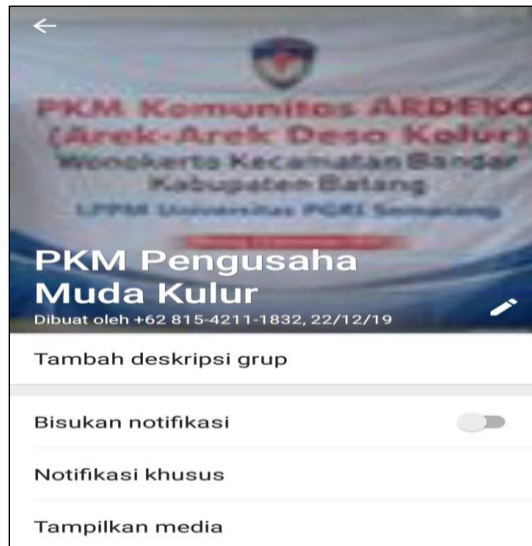 PKM Komunitas ARDEKO
(Arek-Arek Deso Kulur)
Wonokerto Kecamatan Bandar
Kabupaten Batang
LPPM Universitas PGRI Semarang
PKM Pengusaha
Muda Kulur
Dibuat oleh +62 815-4211-1832, 22/12/19
Tambah deskripsi grup
Bisukan notifikasi
Notifikasi khusus
Tampilkan media